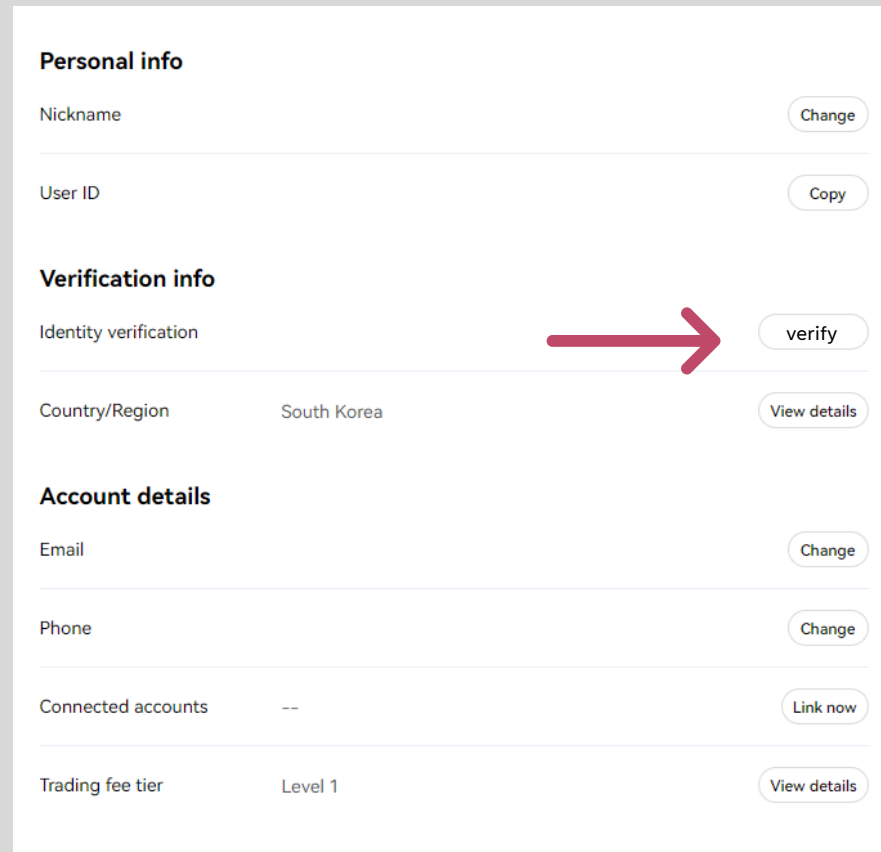 Personal info
Nickname Change
User ID Copy
Verification info
Identity verification verify
Country/Region South Korea View details
Account details
Email Change
Phone Change
Connected accounts -- Link now
Trading fee tier Level 1 View details